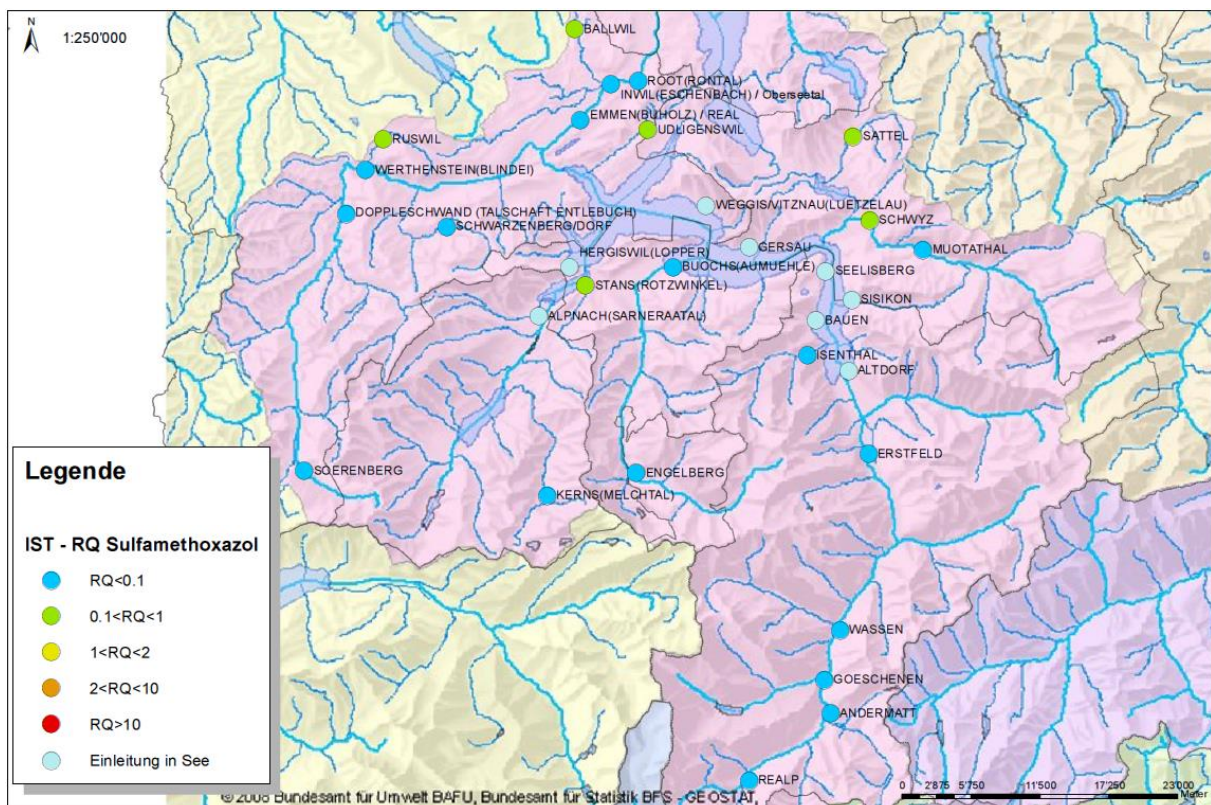 N
1:250'000
BALLWIL
ROOT(RONTAL)
INWIL(ESCHENBACH) / Oberseetal
EMMEN(BUHOLZ) / REAL
UDLIGENSWIL
RUSWIL
SATTEL
WERTHENSTEIN(BLINDEI)
WEGGIS/VITZNAU(LUETZELAU)
DOPPLESCHWAND (TALSCHAFT ENTLEBUCH)
SCHWYZ
SCHWARZENBERG/DORF
GERSAU
MUOTATHAL
HERGISWIL(LOPPER)
BUOCHS(AUMUEHLE)
SEELISBERG
STANS(ROTZWINKEL)
SISIKON
ALPNACH(SARNERAATAL)
BAUEN
ISENTHAL
ALTDORF
ERSTFELD
SOERENBERG
ENGELBERG
KERNS(MELCHTAL)
WASSEN
GOESCHENEN
ANDERMATT
REALP
Legende
IST - RQ Sulfamethoxazol
RQ<0.1
0.1<RQ<1
1<RQ<2
2<RQ<10
RQ>10
Einleitung in See
0 2'875 5'750 11'500 17'250 23'000
Meter
© 2008 Bundesamt für Umwelt BAFU, Bundesamt für Statistik BFS - GEOSTAT,